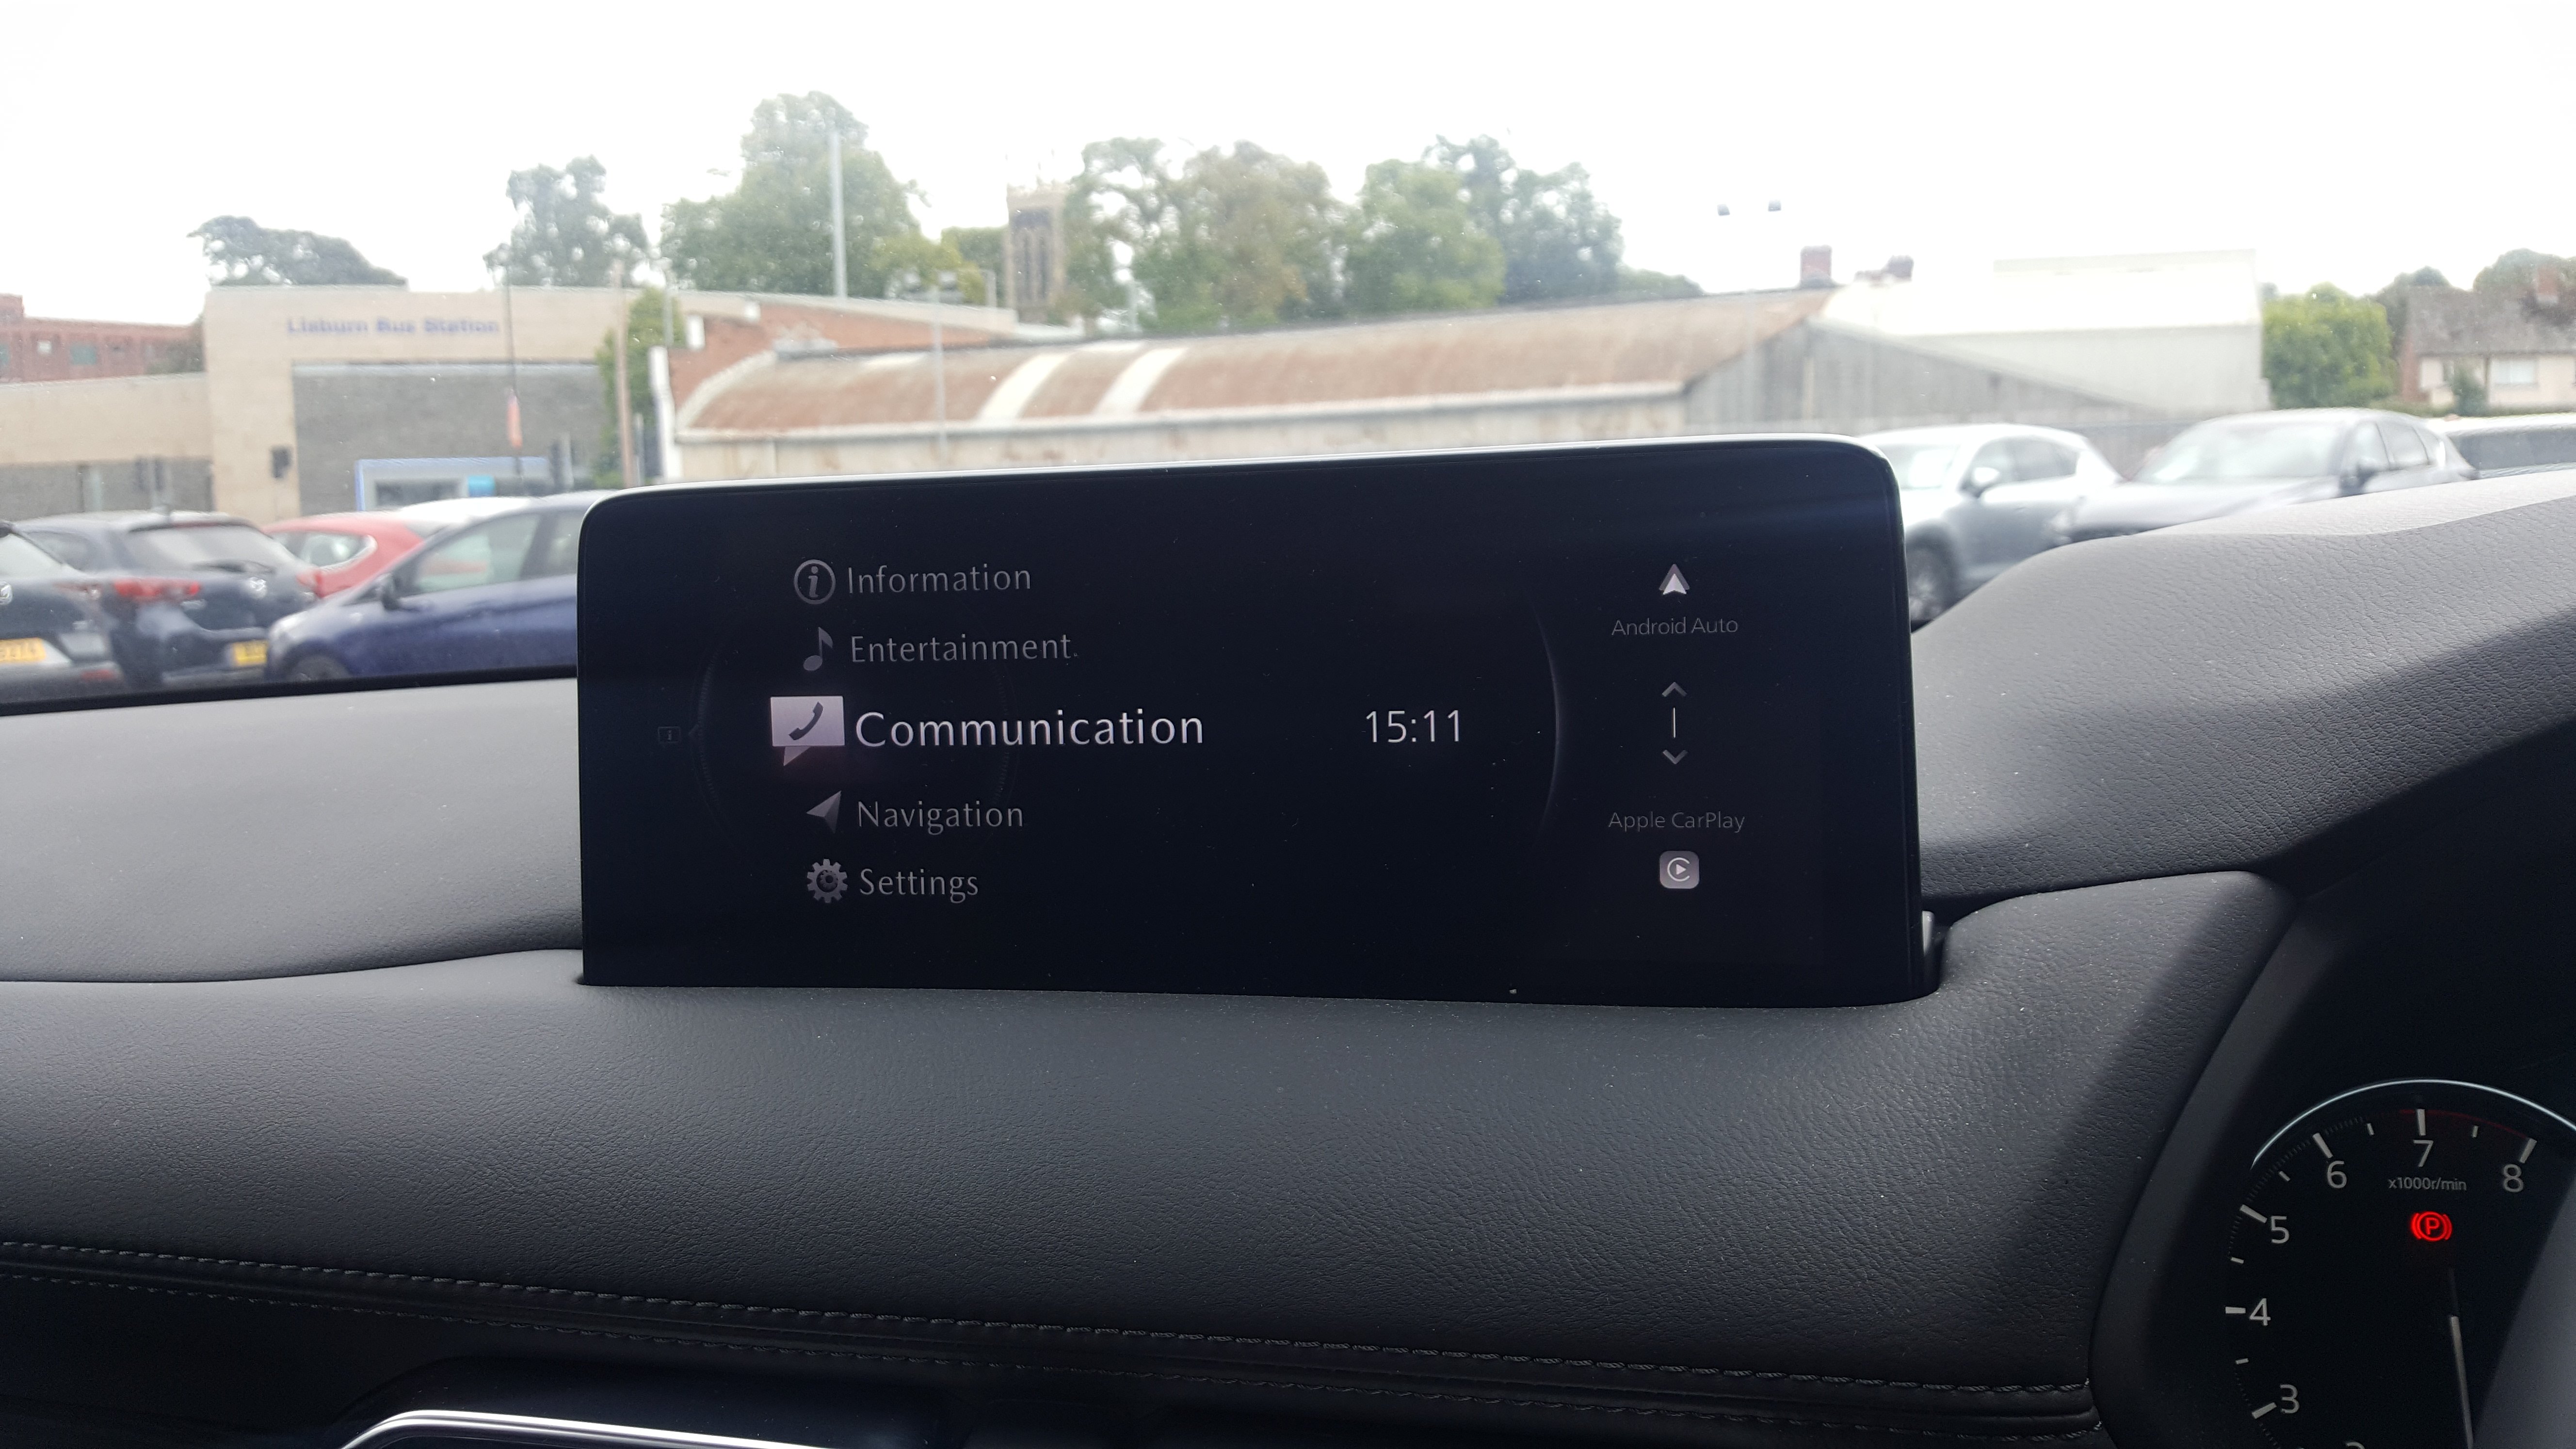 Lisburn Bus Station
Information
Android Auto
Entertainment
Communication
15:11
Navigation
Apple CarPlay
Settings
7
6
8
x1000r/min
5
P
4
3